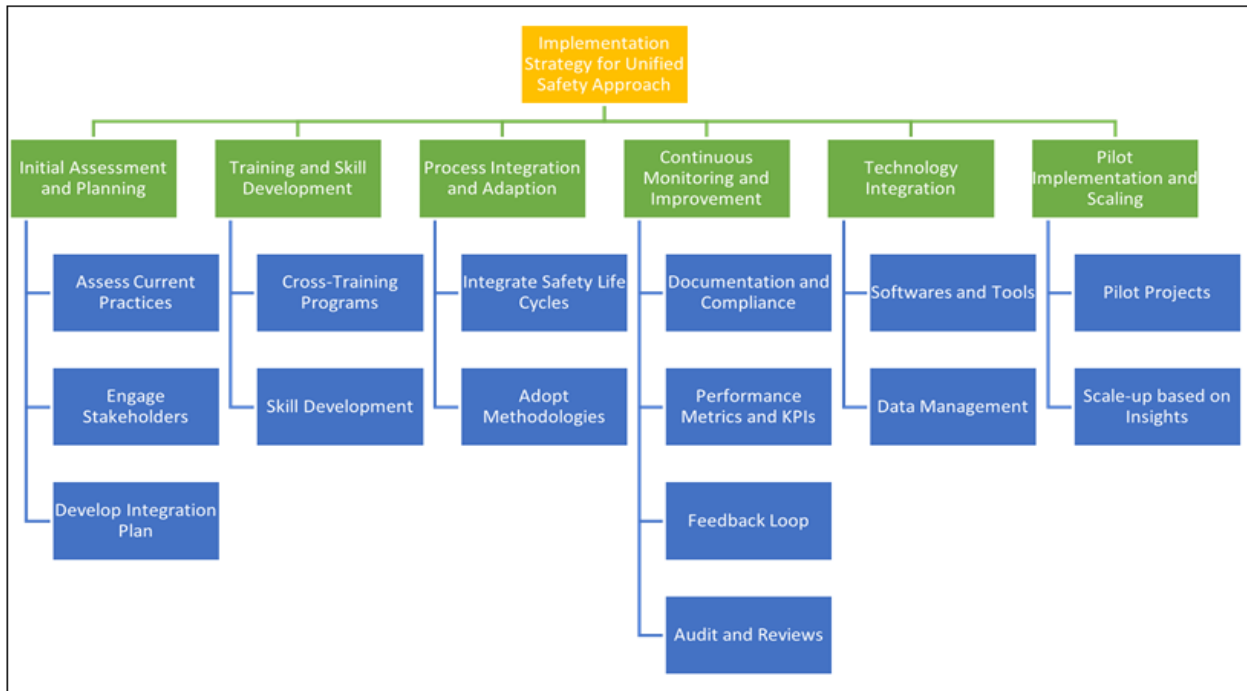 Implementation
Strategy for Unified
Safety Approach
Initial Assessment
and Planning
Training and Skill
Development
Process Integration
and Adaption
Continuous
Monitoring and
Improvement
Technology
Integration
Pilot
Implementation and
Scaling
Assess Current
Practices
Engage
Stakeholders
Develop Integration
Plan
Cross-Training
Programs
Skill Development
Integrate Safety Life
Cycles
Adopt
Methodologies
Documentation and
Compliance
Performance
Metrics and KPIs
Feedback Loop
Audit and Reviews
Softwares and Tools
Data Management
Pilot Projects
Scale-up based on
Insights